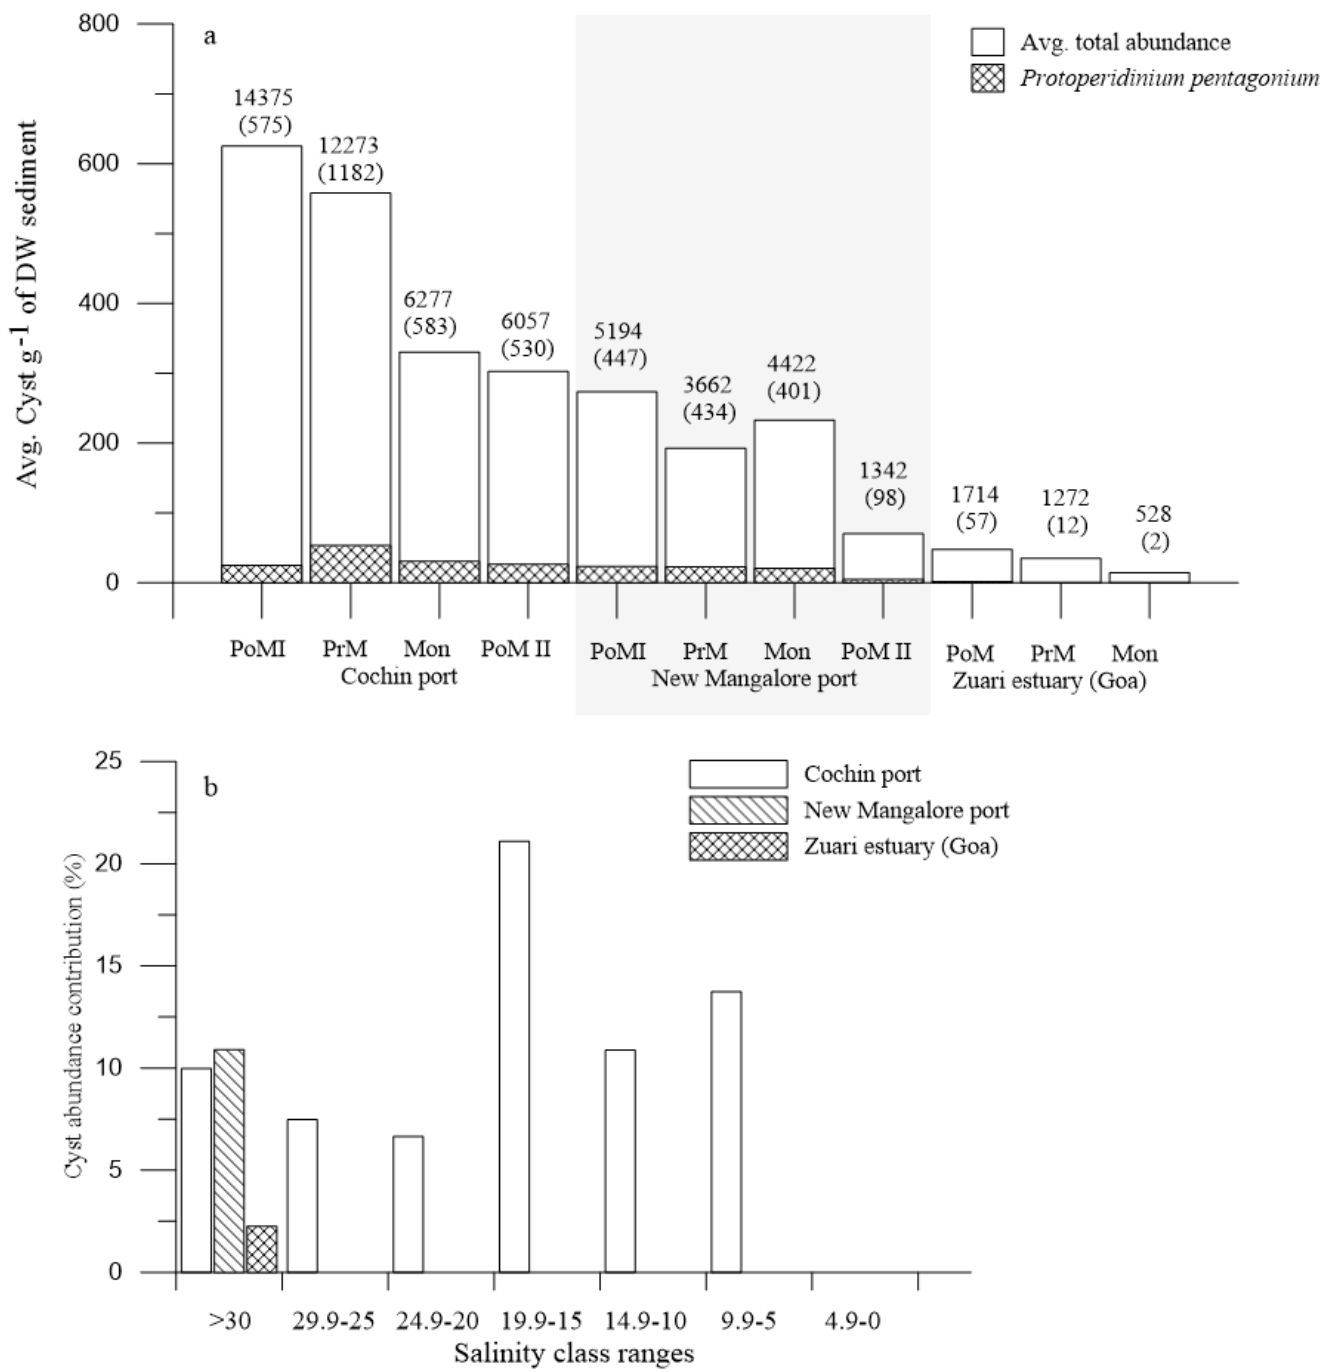 a
Avg. total abundance
Protoperidinium pentagonium
Avg. Cyst g-1 of DW sediment
800
600
400
200
0
14375
(575)
12273
(1182)
6277
(583)
6057
(530)
5194
(447)
3662
(434)
4422
(401)
1342
(98)
1714
(57)
1272
(12)
528
(2)
PoMI PrM Mon PoM II PoMI PrM Mon PoM II PoM PrM Mon
Cochin port New Mangalore port Zuari estuary (Goa)
b
Cochin port
New Mangalore port
Zuari estuary (Goa)
Cyst abundance contribution (%)
25
20
15
10
5
0
>30 29.9-25 24.9-20 19.9-15 14.9-10 9.9-5 4.9-0
Salinity class ranges